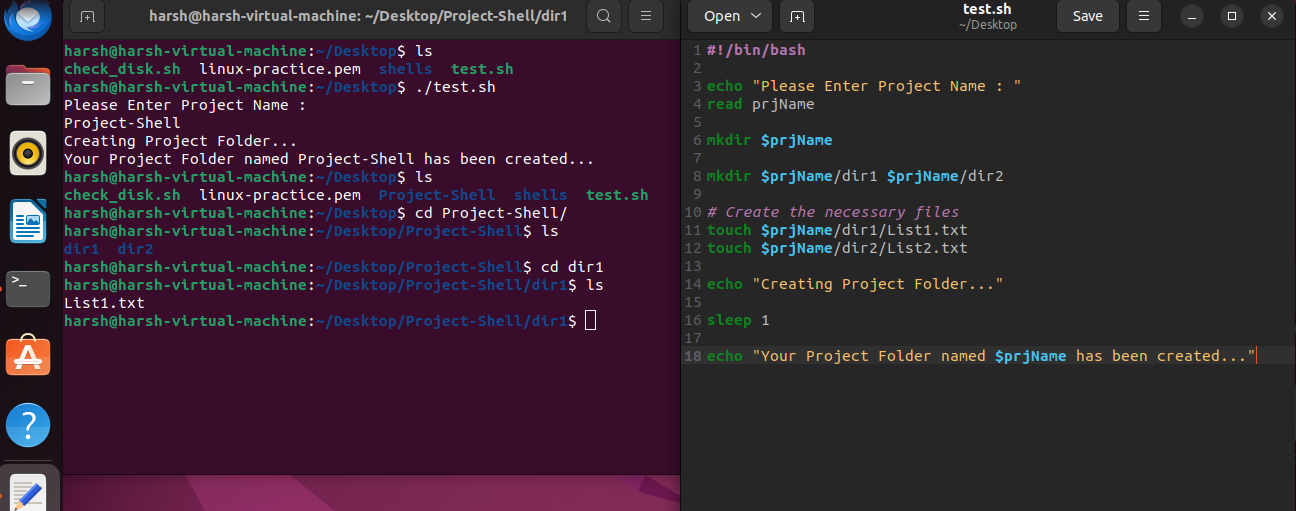 harsh@harsh-virtual-machine: ~/Desktop/Project-Shell/dir1
harsh@harsh-virtual-machine:~/Desktop$ ls
check_disk.sh  linux-practice.pem  shells  test.sh
harsh@harsh-virtual-machine:~/Desktop$ ./test.sh
Please Enter Project Name :
Project-Shell
Creating Project Folder...
Your Project Folder named Project-Shell has been created...
harsh@harsh-virtual-machine:~/Desktop$ ls
check_disk.sh  linux-practice.pem  Project-Shell  shells  test.sh
harsh@harsh-virtual-machine:~/Desktop$ cd Project-Shell/
harsh@harsh-virtual-machine:~/Desktop/Project-Shell$ ls
dir1  dir2
harsh@harsh-virtual-machine:~/Desktop/Project-Shell$ cd dir1
harsh@harsh-virtual-machine:~/Desktop/Project-Shell/dir1$ ls
List1.txt
harsh@harsh-virtual-machine:~/Desktop/Project-Shell/dir1$
Open
test.sh
~/Desktop
Save
1 #!/bin/bash
2
3 echo "Please Enter Project Name : "
4 read prjName
5
6 mkdir $prjName
7
8 mkdir $prjName/dir1 $prjName/dir2
9
10 # Create the necessary files
11 touch $prjName/dir1/List1.txt
12 touch $prjName/dir2/List2.txt
13
14 echo "Creating Project Folder..."
15
16 sleep 1
17
18 echo "Your Project Folder named $prjName has been created..."